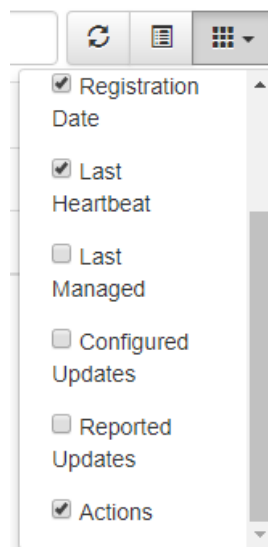 Registration
Date
Last
Heartbeat
Last
Managed
Configured
Updates
Reported
Updates
Actions